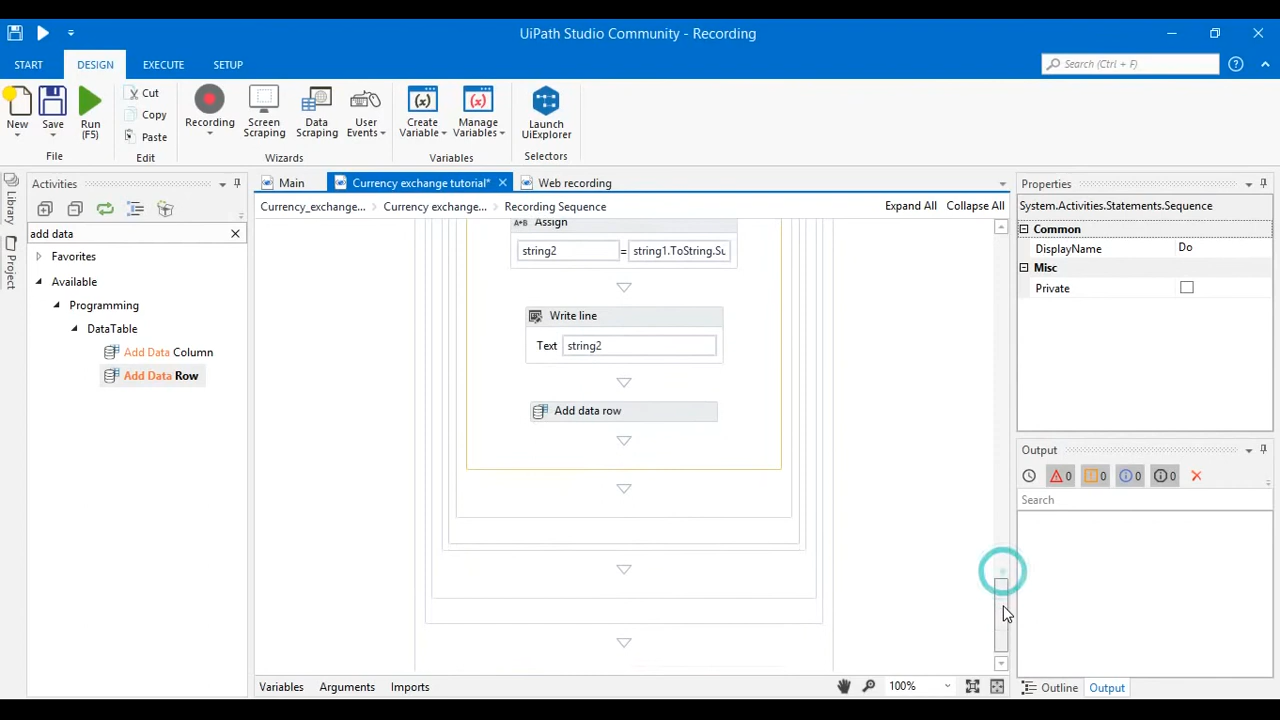 UiPath Studio Community - Recording
START DESIGN EXECUTE SETUP Search (Ctrl + F)
New Save Run (F5) Cut Copy Paste Recording Screen Scraping Data Scraping User Events Create Variable Manage Variables Launch UiExplorer
File Edit Wizards Variables Selectors
Library
Project
Activities
add data
Favorites
Available
Programming
DataTable
Add Data Column
Add Data Row
Main Currency exchange tutorial* Web recording
Currency_exchange... Currency exchange... Recording Sequence Expand All Collapse All
A+B Assign
string2 = string1.ToString.Su
Write line
Text string2
Add data row
Variables Arguments Imports 100%
Properties
System.Activities.Statements.Sequence
Common
DisplayName Do
Misc
Private
Output
0 0 0 0
Search
Outline Output